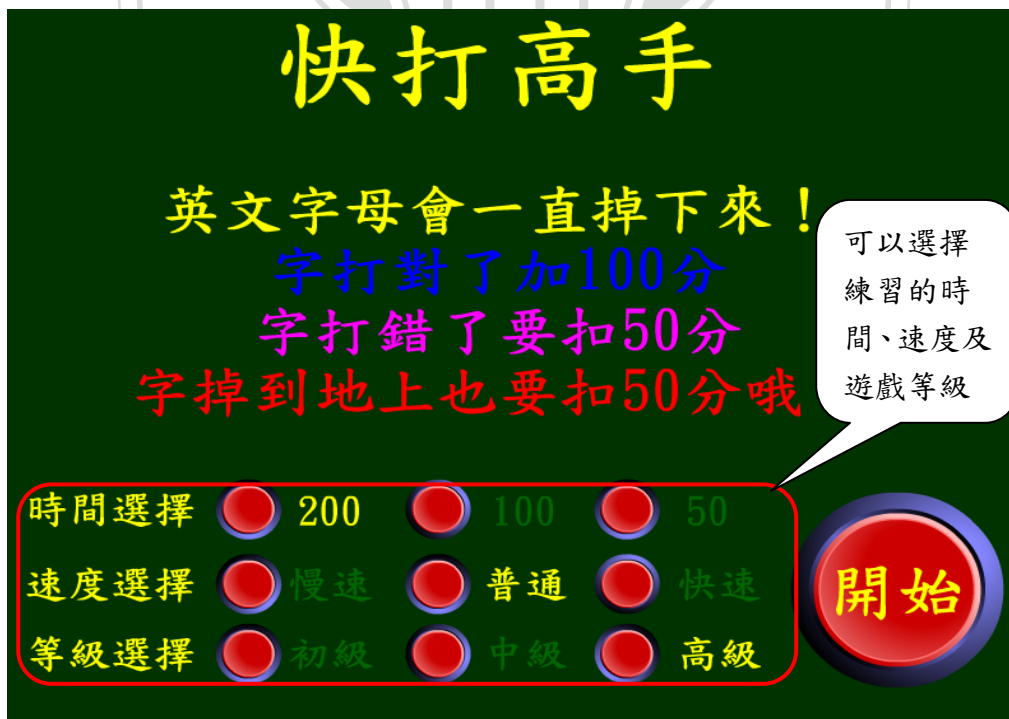 快打高手
英文字母會一直掉下來！
字打對了加100分
字打錯了要扣50分
字掉到地上也要扣50分哦
可以選擇
練習的時
間、速度及
遊戲等級
時間選擇 200 100 50
速度選擇 慢速 普通 快速
等級選擇 初級 中級 高級
開始